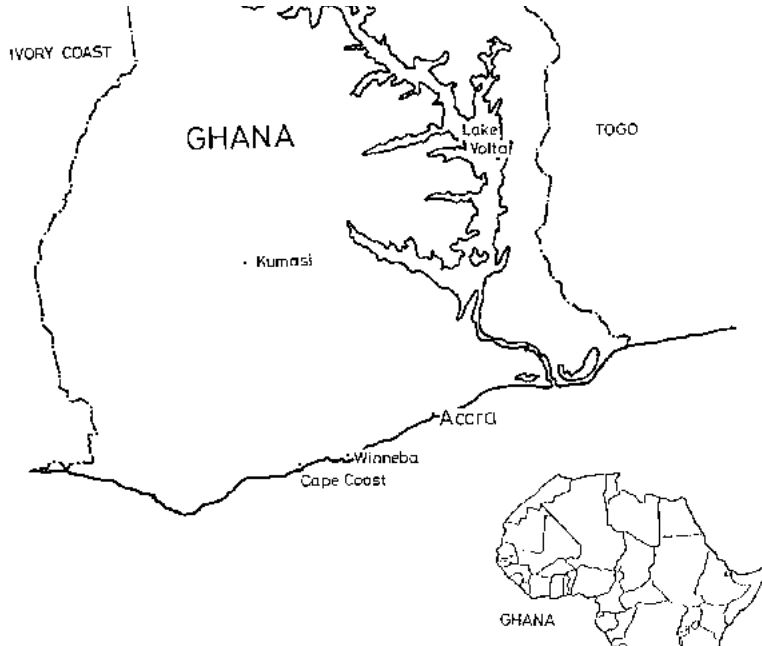 IVORY COAST
GHANA
Lake
Volta
TOGO
Kumasi
Accra
Winneba
Cape Coast
GHANA